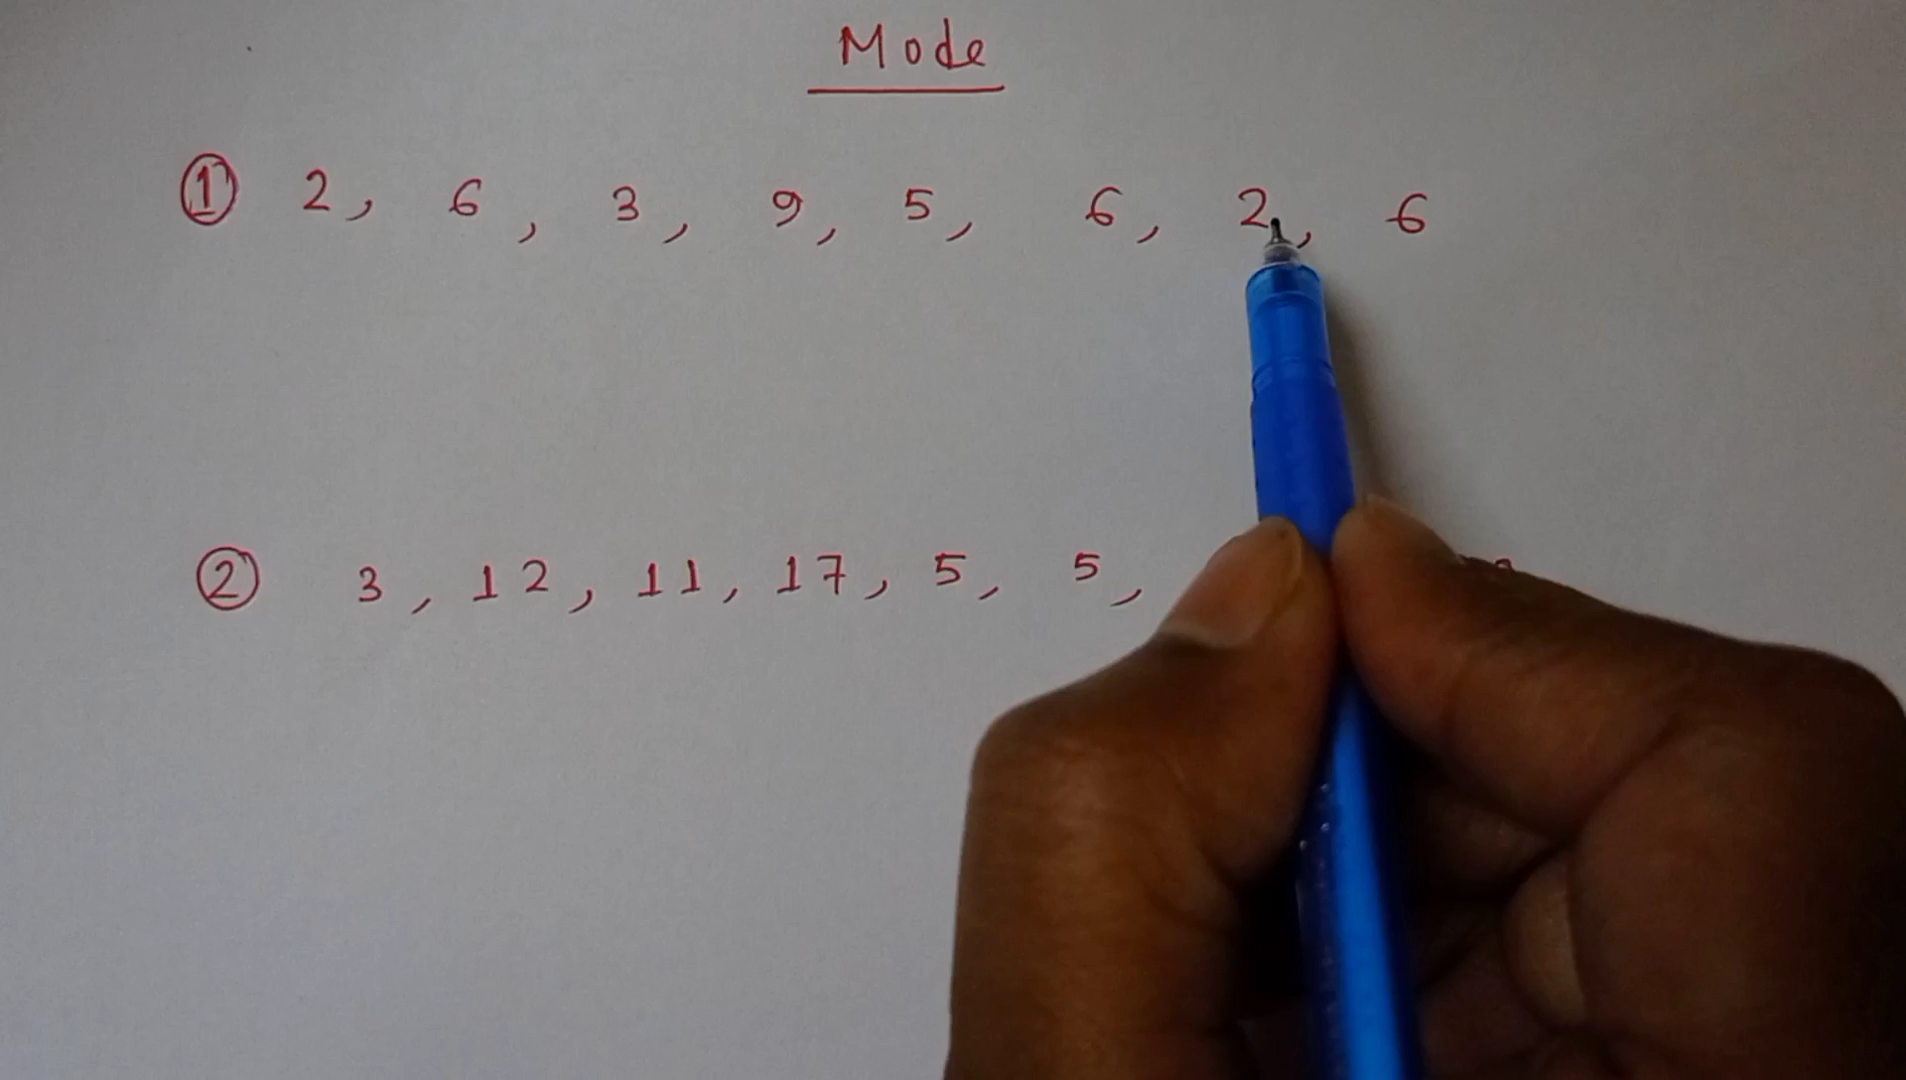 Mode
① 2, 6, 3, 9, 5, 6, 2, 6
② 3, 12, 11, 17, 5, 5,